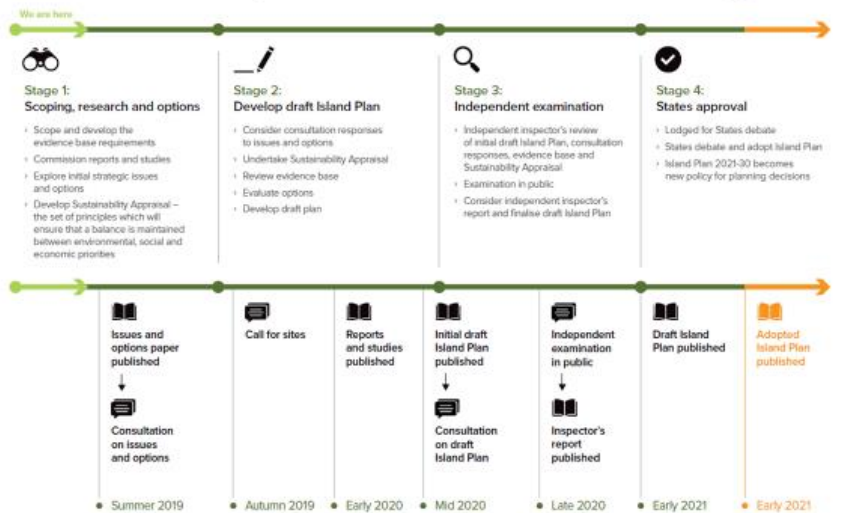 We are here
Stage 1:
Scoping, research and options
› Scope and develop the
evidence base requirements
› Commission reports and studies
› Explore initial strategic issues
and options
› Develop Sustainability Appraisal –
the set of principles which will
ensure that a balance is maintained
between environmental, social and
economic priorities
Stage 2:
Develop draft Island Plan
› Consider consultation responses
to issues and options
› Undertake Sustainability Appraisal
› Review evidence base
› Evaluate options
› Develop draft plan
Stage 3:
Independent examination
› Independent inspector's review
of initial draft Island Plan, consultation
responses, evidence base and
Sustainability Appraisal
› Examination in public
› Consider independent inspector's
report and finalise draft Island Plan
Stage 4:
States approval
› Lodged for States debate
› States debate and adopt Island Plan
› Island Plan 2021-30 becomes
new policy for planning decisions
Issues and
options paper
published
Consultation
on issues
and options
Summer 2019
Call for sites
Autumn 2019
Reports
and studies
published
Early 2020
Initial draft
Island Plan
published
Consultation
on draft
Island Plan
Mid 2020
Independent
examination
in public
Inspector's
report
published
Late 2020
Draft Island
Plan published
Early 2021
Adopted
Island Plan
published
Early 2021